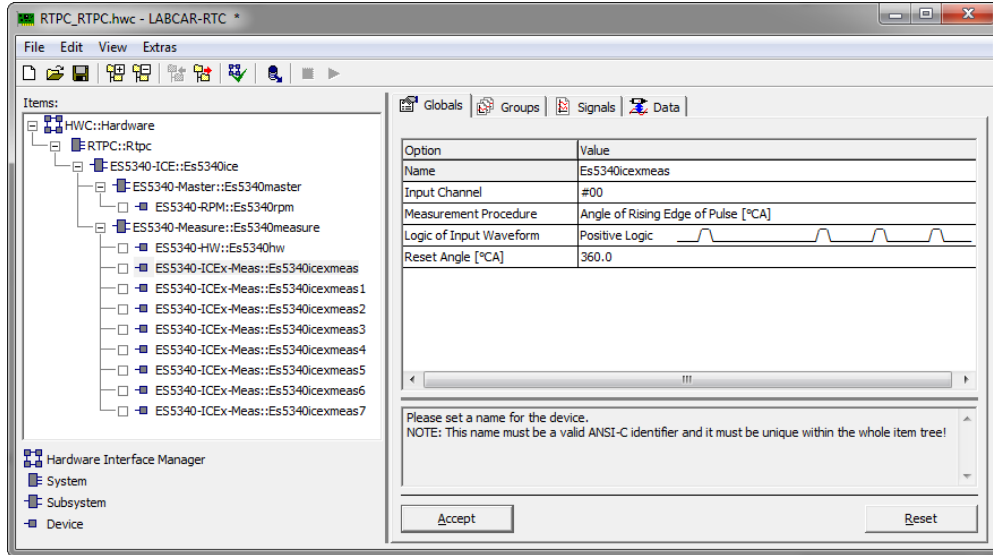 RTPC_RTPC.hwc - LABCAR-RTC *
File Edit View Extras
Items:
HWC::Hardware
RTPC::Rtpc
ES5340-ICE::Es5340ice
ES5340-Master::Es5340master
ES5340-RPM::Es5340rpm
ES5340-Measure::Es5340measure
ES5340-HW::Es5340hw
ES5340-ICEx-Meas::Es5340icexmeas
ES5340-ICEx-Meas::Es5340icexmeas1
ES5340-ICEx-Meas::Es5340icexmeas2
ES5340-ICEx-Meas::Es5340icexmeas3
ES5340-ICEx-Meas::Es5340icexmeas4
ES5340-ICEx-Meas::Es5340icexmeas5
ES5340-ICEx-Meas::Es5340icexmeas6
ES5340-ICEx-Meas::Es5340icexmeas7
Hardware Interface Manager
System
Subsystem
Device
Globals Groups Signals Data
Option Value
Name Es5340icexmeas
Input Channel #00
Measurement Procedure Angle of Rising Edge of Pulse [°CA]
Logic of Input Waveform Positive Logic
Reset Angle [°CA] 360.0
Please set a name for the device.
NOTE: This name must be a valid ANSI-C identifier and it must be unique within the whole item tree!
Accept Reset